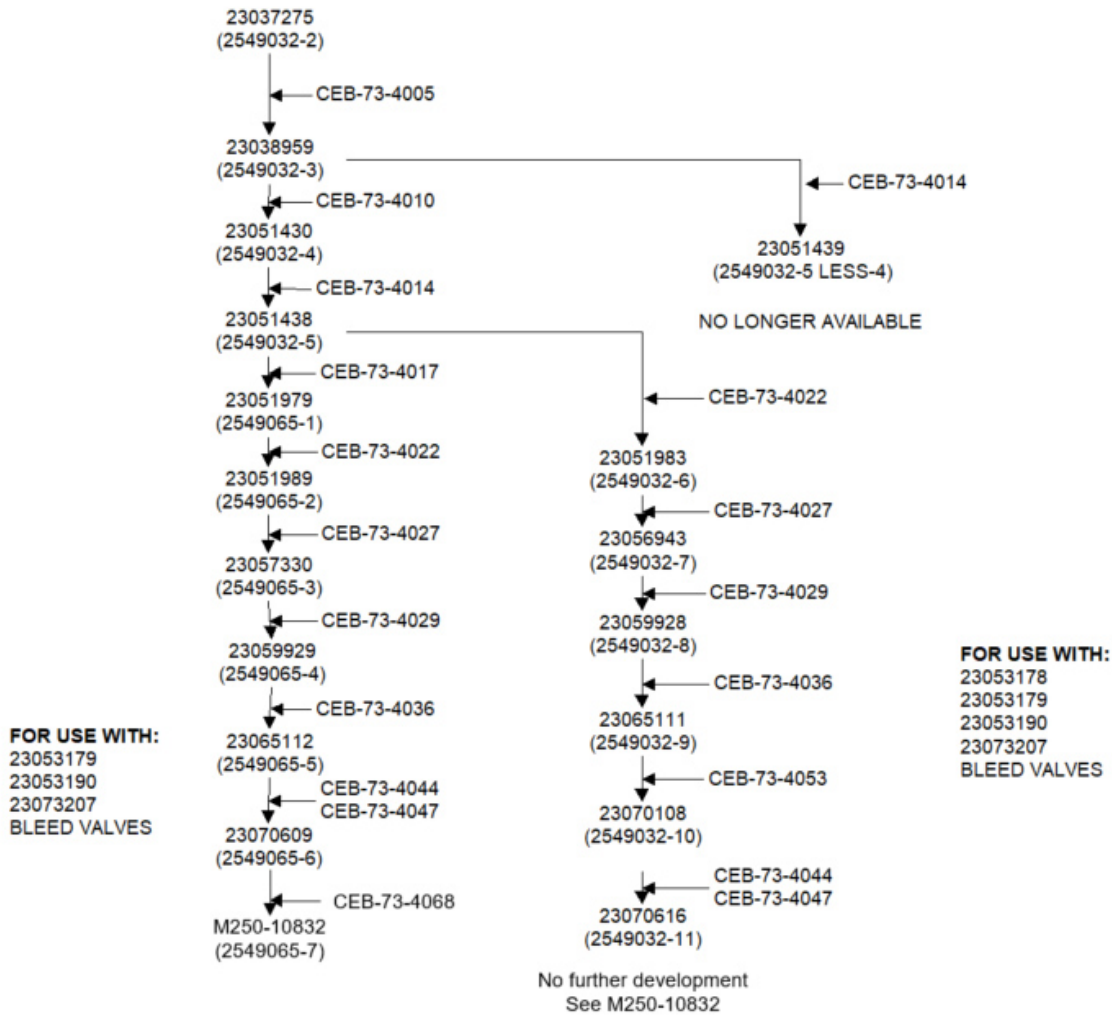 23037275
(2549032-2)
CEB-73-4005
23038959
(2549032-3)
CEB-73-4014
CEB-73-4010
23051430
(2549032-4)
23051439
(2549032-5 LESS-4)
CEB-73-4014
NO LONGER AVAILABLE
23051438
(2549032-5)
CEB-73-4017
CEB-73-4022
23051979
(2549065-1)
CEB-73-4022
23051983
(2549032-6)
23051989
(2549065-2)
CEB-73-4027
CEB-73-4027
23056943
(2549032-7)
23057330
(2549065-3)
CEB-73-4029
CEB-73-4029
23059928
(2549032-8)
23059929
(2549065-4)
CEB-73-4036
CEB-73-4036
FOR USE WITH:
23053178
23053179
23053190
23073207
BLEED VALVES
FOR USE WITH:
23053179
23053190
23073207
BLEED VALVES
23065111
(2549032-9)
23065112
(2549065-5)
CEB-73-4053
CEB-73-4044
CEB-73-4047
23070108
(2549032-10)
23070609
(2549065-6)
CEB-73-4044
CEB-73-4047
CEB-73-4068
23070616
(2549032-11)
M250-10832
(2549065-7)
No further development
See M250-10832